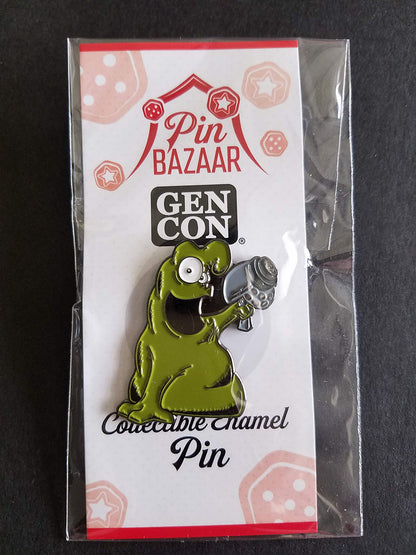 Pin
BAZAAR
GEN
CON®
Collectible Enamel
Pin